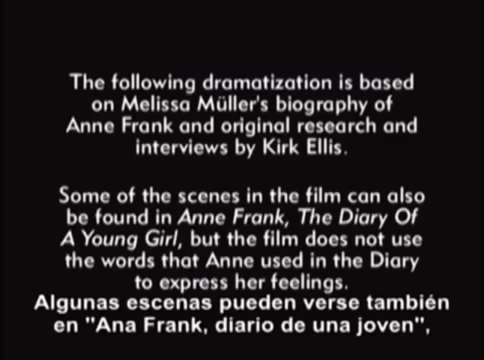 The following dramatization is based
on Melissa Müller's biography of
Anne Frank and original research and
interviews by Kirk Ellis.
Some of the scenes in the film can also
be found in Anne Frank, The Diary Of
A Young Girl, but the film does not use
the words that Anne used in the Diary
to express her feelings.
Algunas escenas pueden verse también
en "Ana Frank, diario de una joven",